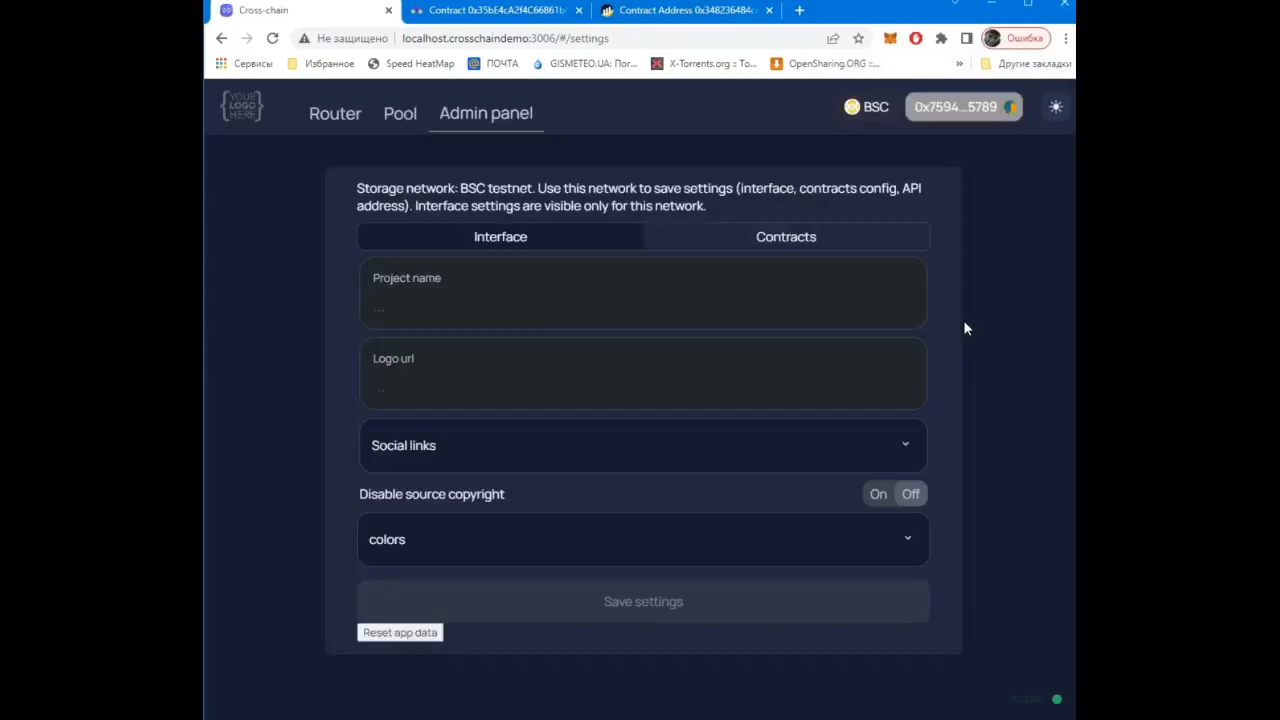 Cross-chain
Contract 0x35bE4cA2f4C66861b
Contract Address 0x348236484c
Не защищено
localhost.crosschaindemo:3006/#/settings
Ошибка
Сервисы
Избранное
Speed HeatMap
ПОЧТА
GISMETEO.UA: Пог...
X-Torrents.org :: To...
OpenSharing.ORG ::...
»
Другие закладки
{YOUR LOGO HERE}
Router
Pool
Admin panel
BSC
0x7594...5789
Storage network: BSC testnet. Use this network to save settings (interface, contracts config, API
address). Interface settings are visible only for this network.
Interface
Contracts
Project name
...
Logo url
...
Social links
Disable source copyright
On
Off
colors
Save settings
Reset app data